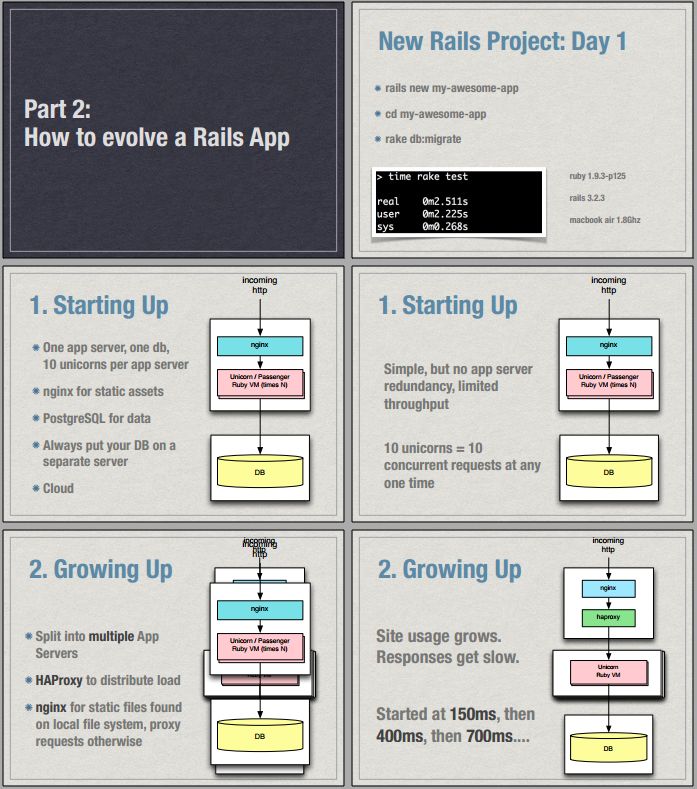 Part 2:
How to evolve a Rails App
New Rails Project: Day 1
rails new my-awesome-app
cd my-awesome-app
rake db:migrate
> time rake test
real 0m2.511s
user 0m2.225s
sys 0m0.268s
ruby 1.9.3-p125
rails 3.2.3
macbook air 1.8Ghz
1. Starting Up
One app server, one db,
10 unicorns per app server
nginx for static assets
PostgreSQL for data
Always put your DB on a
separate server
Cloud
incoming
http
nginx
Unicorn / Passenger
Ruby VM (times N)
DB
1. Starting Up
Simple, but no app server
redundancy, limited
throughput
10 unicorns = 10
concurrent requests at any
one time
incoming
http
nginx
Unicorn / Passenger
Ruby VM (times N)
DB
2. Growing Up
Split into multiple App
Servers
HAProxy to distribute load
nginx for static files found
on local file system, proxy
requests otherwise
incoming
http
nginx
Unicorn / Passenger
Ruby VM (times N)
DB
2. Growing Up
Site usage grows.
Responses get slow.
Started at 150ms, then
400ms, then 700ms....
incoming
http
nginx
haproxy
Unicorn
Ruby VM
DB